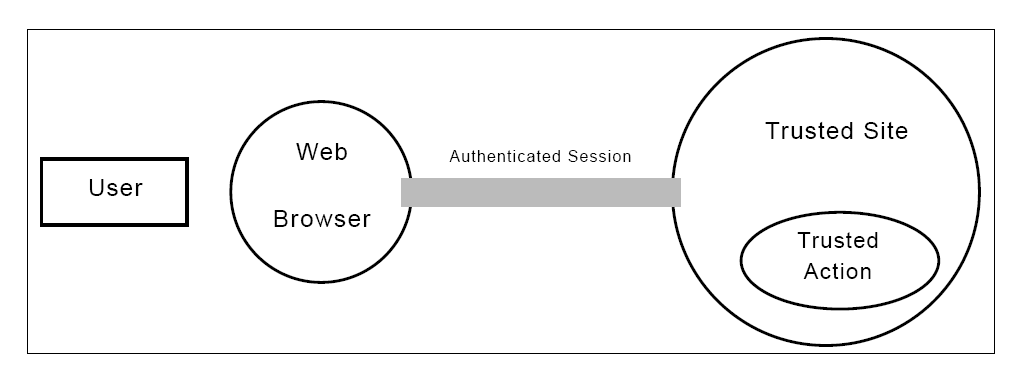 User
Web
Browser
Authenticated Session
Trusted Site
Trusted
Action